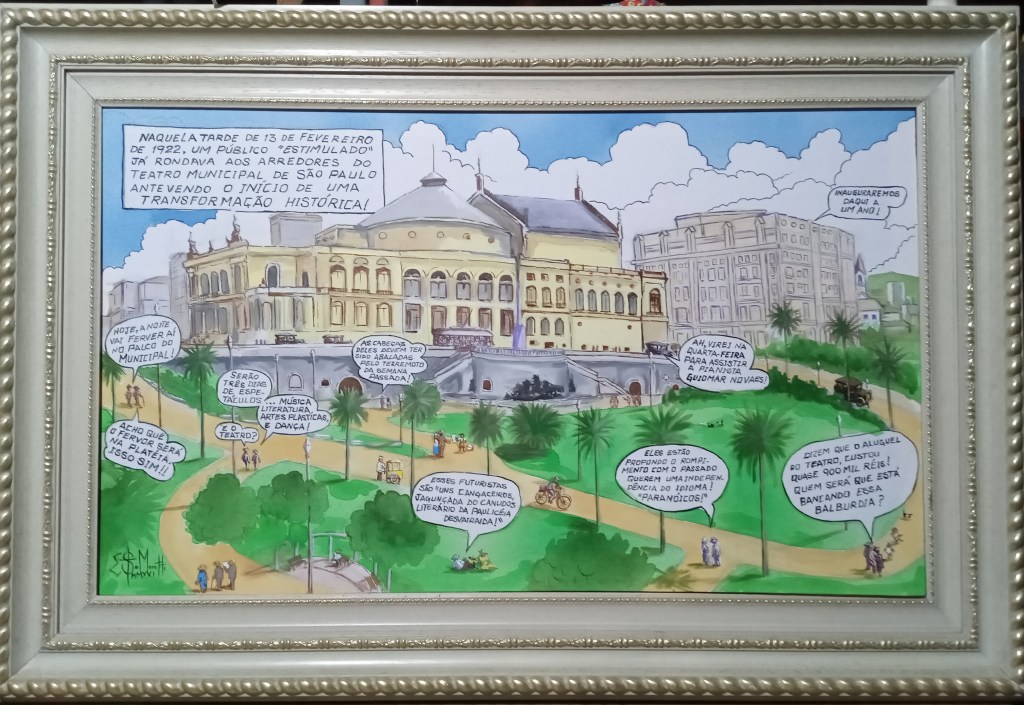 NAQUELA TARDE DE 13 DE FEVEREIRO
DE 1922, UM PÚBLICO "ESTIMULADO"
JÁ RONDAVA AOS ARREDORES DO
TEATRO MUNICIPAL DE SÃO PAULO
ANTEVENDO O INÍCIO DE UMA
TRANSFORMAÇÃO HISTÓRICA!
INAUGURAREMOS
DAQUI A
UM ANO!
HOJE, A NOITE
VAI FERVER AÍ
NO PALCO DO
MUNICIPAL!
AS CABEÇAS
DELES DEVEM TER
SIDO ABALADAS
PELO TERREMOTO
DA SEMANA
PASSADA!
AH, VIREI NA
QUARTA-FEIRA
PARA ASSISTIR
A PIANISTA
GUIOMAR NOVAES!
SERÃO
TRÊS DIAS
DE ESPE-
TÁCULOS
... MÚSICA
LITERATURA,
ARTES PLASTICAS,
E DANÇA!
E O
TEATRO?
ACHO QUE
O FERVOR SERÁ
NA PLATÉIA,
ISSO SIM!!
ESSES FUTURISTAS
SÃO "UNS CANGACEIROS,
JAGUNÇADA DO CANUDOS
LITERÁRIO DA PAULICÉIA
DESVAIRADA!"
ELES ESTÃO
PROPONDO O ROMPI-
MENTO COM O PASSADO
QUEREM UMA INDEPEN-
DÊNCIA DO IDIOMA!
"PARANÓICOS!"
DIZEM QUE O ALUGUEL
DO TEATRO, CUSTOU
QUASE 900 MIL RÉIS!
QUEM SERÁ QUE ESTÁ
BANCANDO ESSA
BALBURDIA?